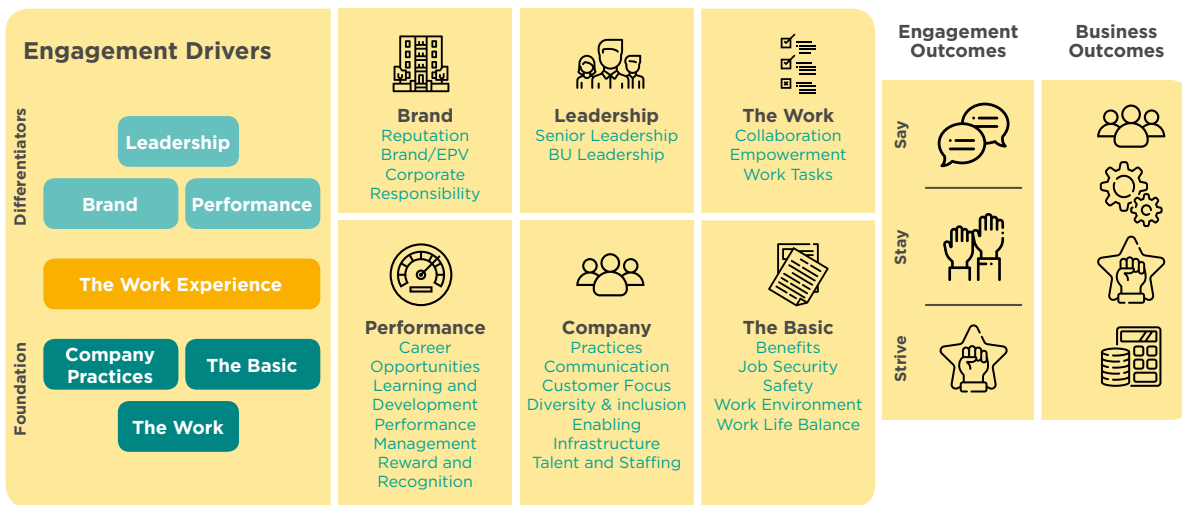 Engagement Drivers
Differentiators
Leadership
Brand
Performance
The Work Experience
Foundation
Company
Practices
The Basic
The Work
Brand
Reputation
Brand/EPV
Corporate
Responsibility
Leadership
Senior Leadership
BU Leadership
The Work
Collaboration
Empowerment
Work Tasks
Performance
Career
Opportunities
Learning and
Development
Performance
Management
Reward and
Recognition
Company
Practices
Communication
Customer Focus
Diversity & inclusion
Enabling
Infrastructure
Talent and Staffing
The Basic
Benefits
Job Security
Safety
Work Environment
Work Life Balance
Engagement
Outcomes
Say
Stay
Strive
Business
Outcomes